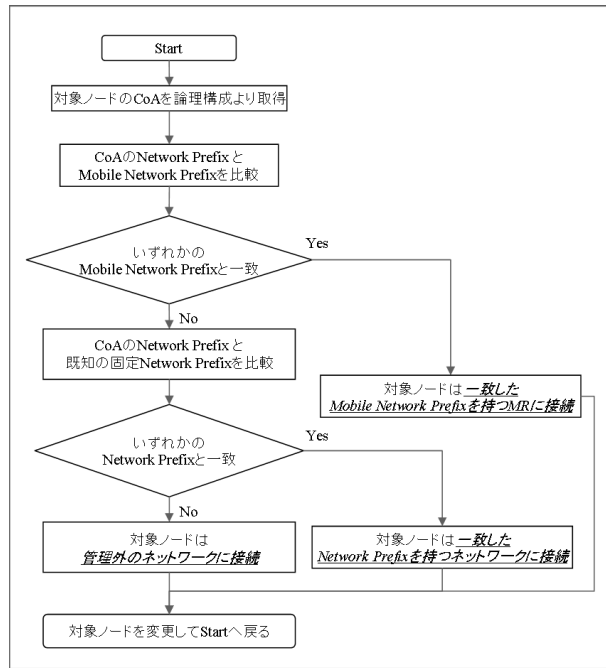 Start
対象ノードのCoAを論理構成より取得
CoAのNetwork Prefixと
Mobile Network Prefixを比較
いずれかの
Mobile Network Prefixと一致
Yes
No
CoAのNetwork Prefixと
既知の固定Network Prefixを比較
対象ノードは一致した
Mobile Network Prefixを持つMRに接続
いずれかの
Network Prefixと一致
Yes
No
対象ノードは
管理外のネットワークに接続
対象ノードは一致した
Network Prefixを持つネットワークに接続
対象ノードを変更してStartへ戻る